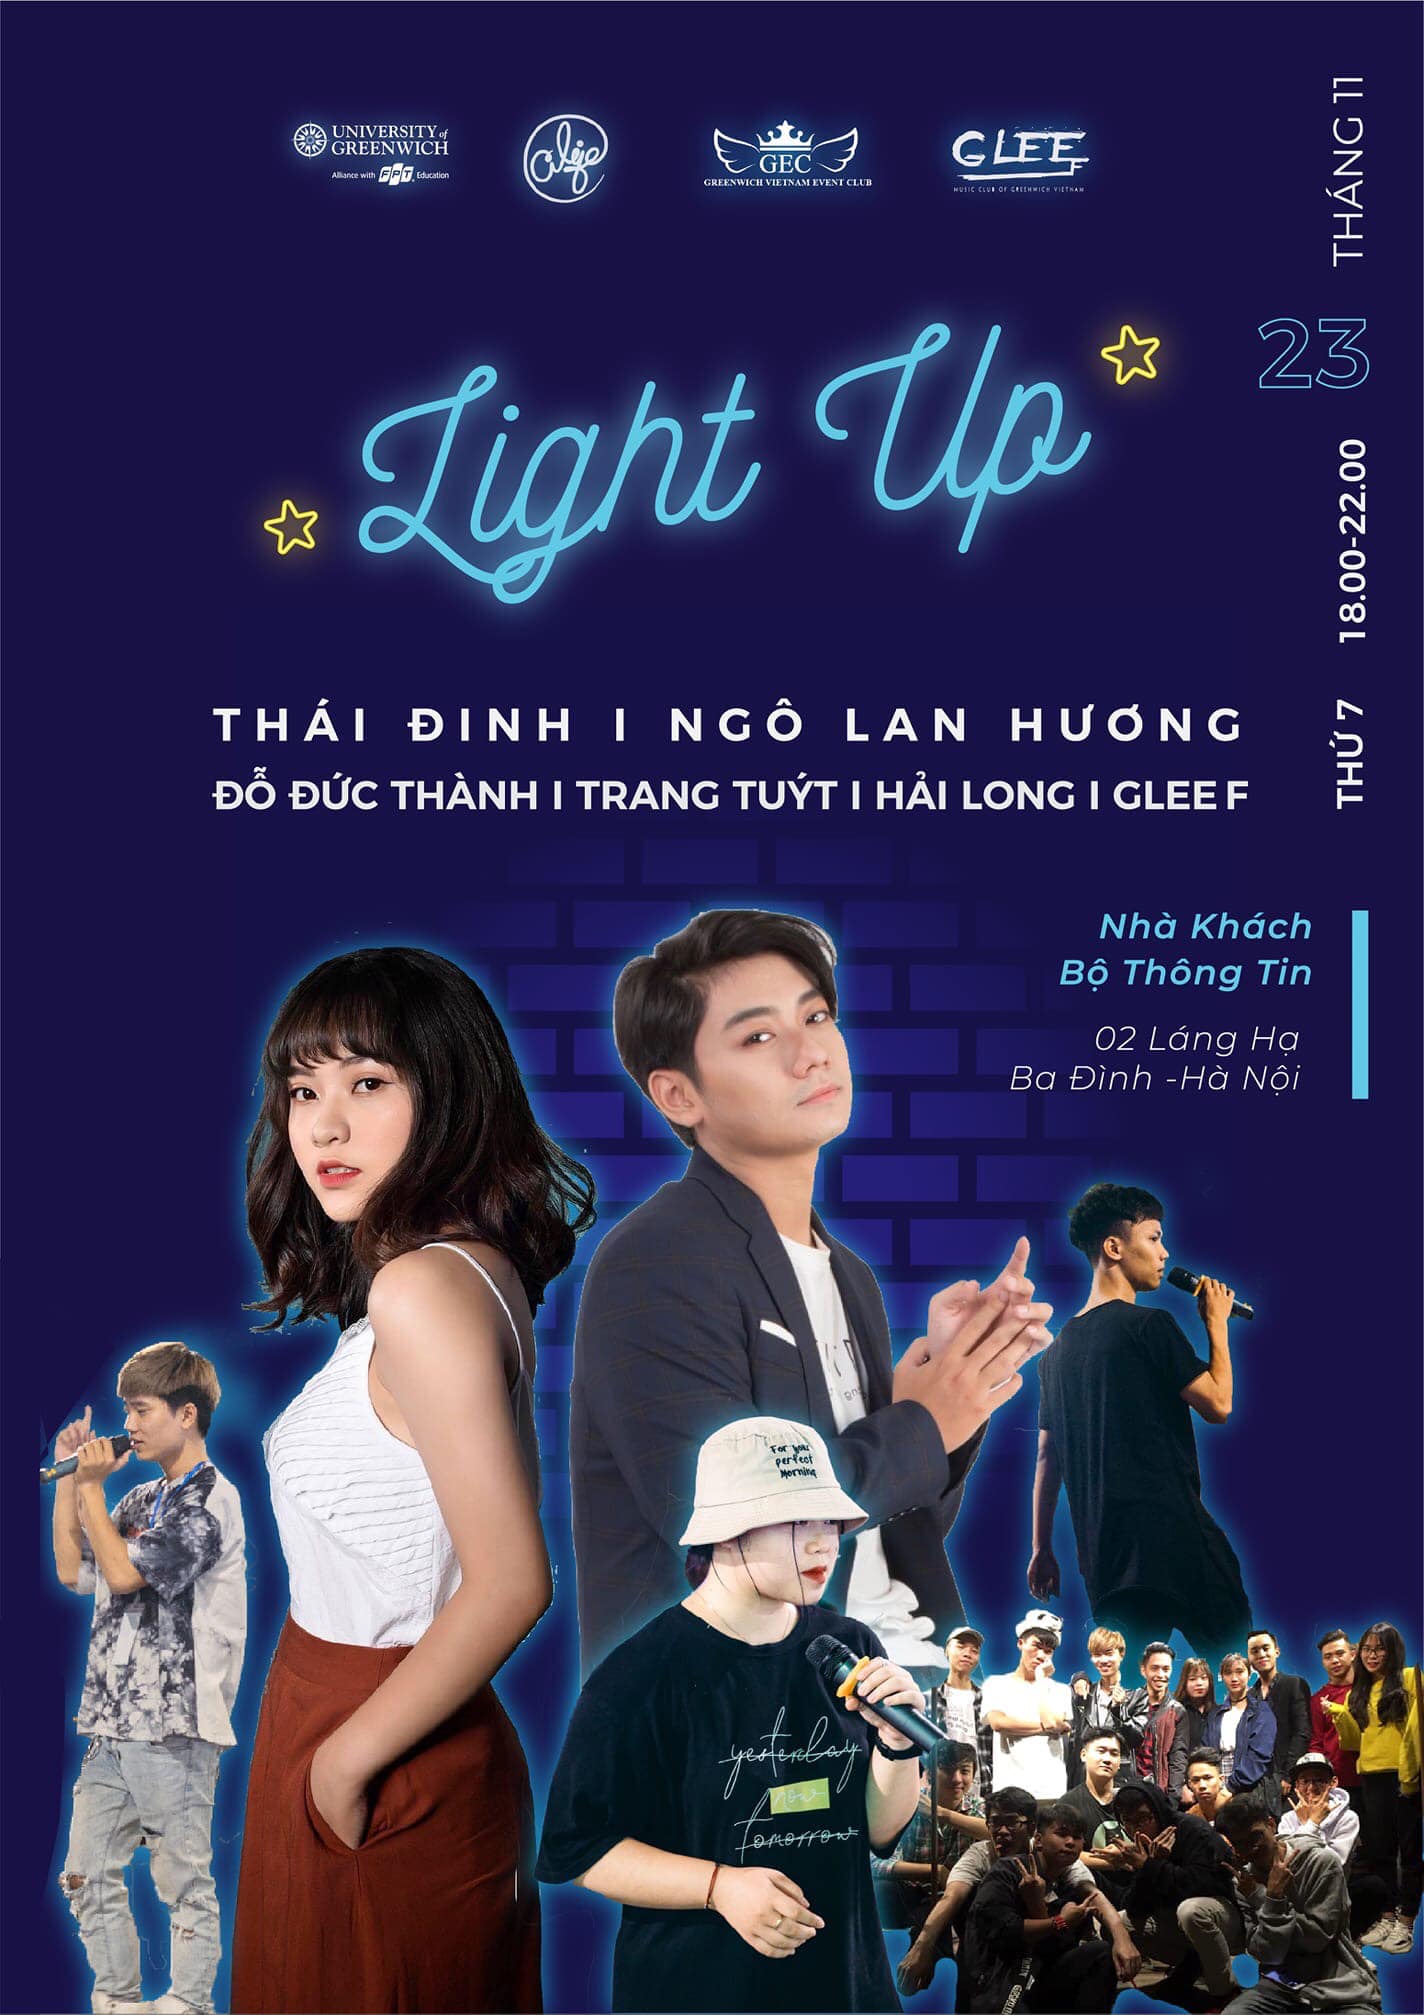 UNIVERSITY of
GREENWICH
Alliance with FPT. Education
GEC
GREENWICH VIETNAM EVENT CLUB
GLEE F
MUSIC CLUB OF GREENWICH VIETNAM
THÁNG 11
23
18.00-22.00
THỨ 7
Light Up
THÁI ĐINH I NGÔ LAN HƯƠNG
ĐỖ ĐỨC THÀNH I TRANG TUÝT I HẢI LONG I GLEE F
Nhà Khách
Bộ Thông Tin
02 Láng Hạ
Ba Đình -Hà Nội
For your
perfect
Morning
yesterday
now
tomorrow